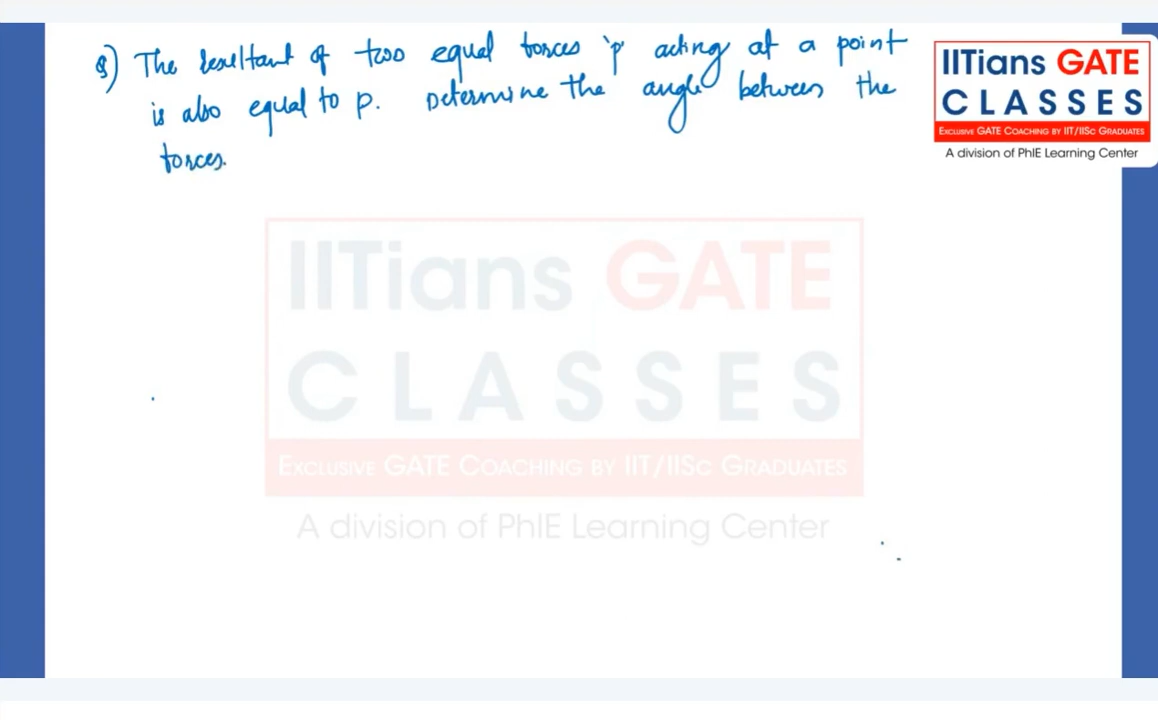 Q) The resultant of two equal forces 'p' acting at a point
is also equal to p. Determine the angle between the
forces.
IITians GATE
CLASSES
EXCLUSIVE GATE COACHING BY IIT/IISc GRADUATES
A division of PhIE Learning Center
IITians GATE
CLASSES
EXCLUSIVE GATE COACHING BY IIT/IISc GRADUATES
A division of PhIE Learning Center